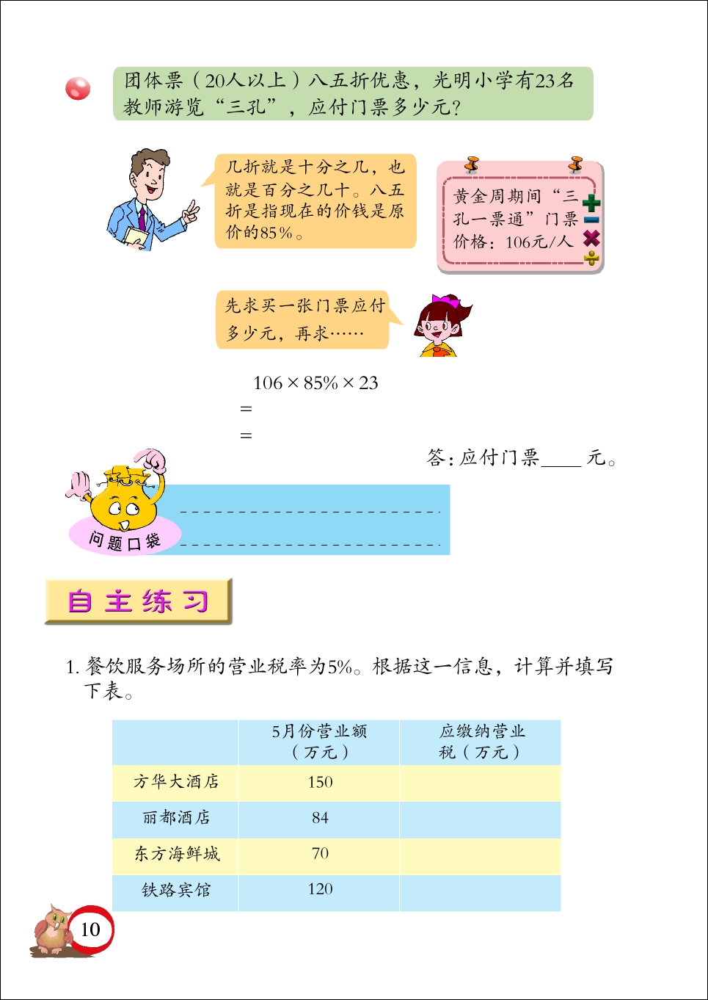 团体票（20人以上）八五折优惠，光明小学有23名
教师游览“三孔”，应付门票多少元？
几折就是十分之几，也
就是百分之几十。八五
折是指现在的价钱是原
价的85%。
黄金周期间“三
孔一票通”门票
价格：106元/人
先求买一张门票应付
多少元，再求……
106×85%×23
=
=
答：应付门票____元。
问题口袋
自主练习
1. 餐饮服务场所的营业税率为5%。根据这一信息，计算并填写
下表。
5月份营业额 应缴纳营业
（万元） 税（万元）
方华大酒店 150
丽都酒店 84
东方海鲜城 70
铁路宾馆 120
10